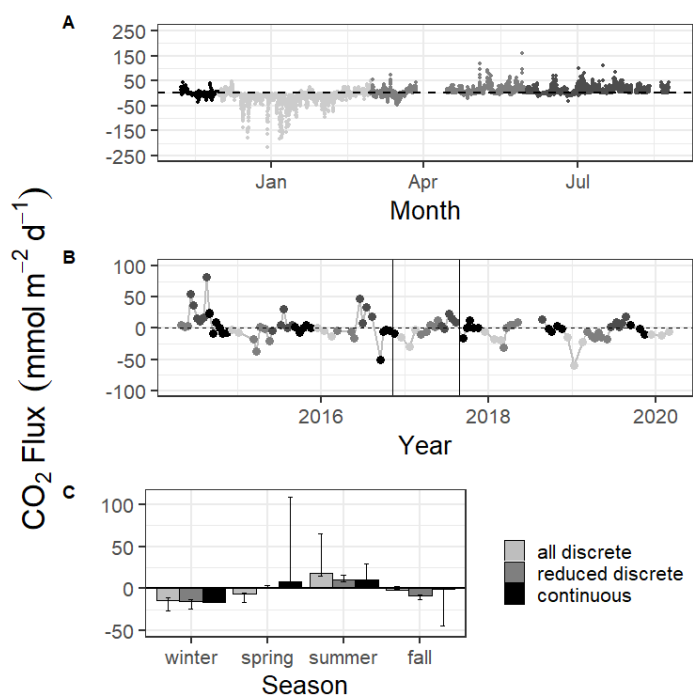 A
250
150
50
-50
-150
-250
Jan Apr Jul
Month
B
100
50
0
-50
-100
2016 2018 2020
Year
CO2 Flux (mmol m−2 d−1)
C
100
50
0
-50
winter spring summer fall
Season
all discrete
reduced discrete
continuous